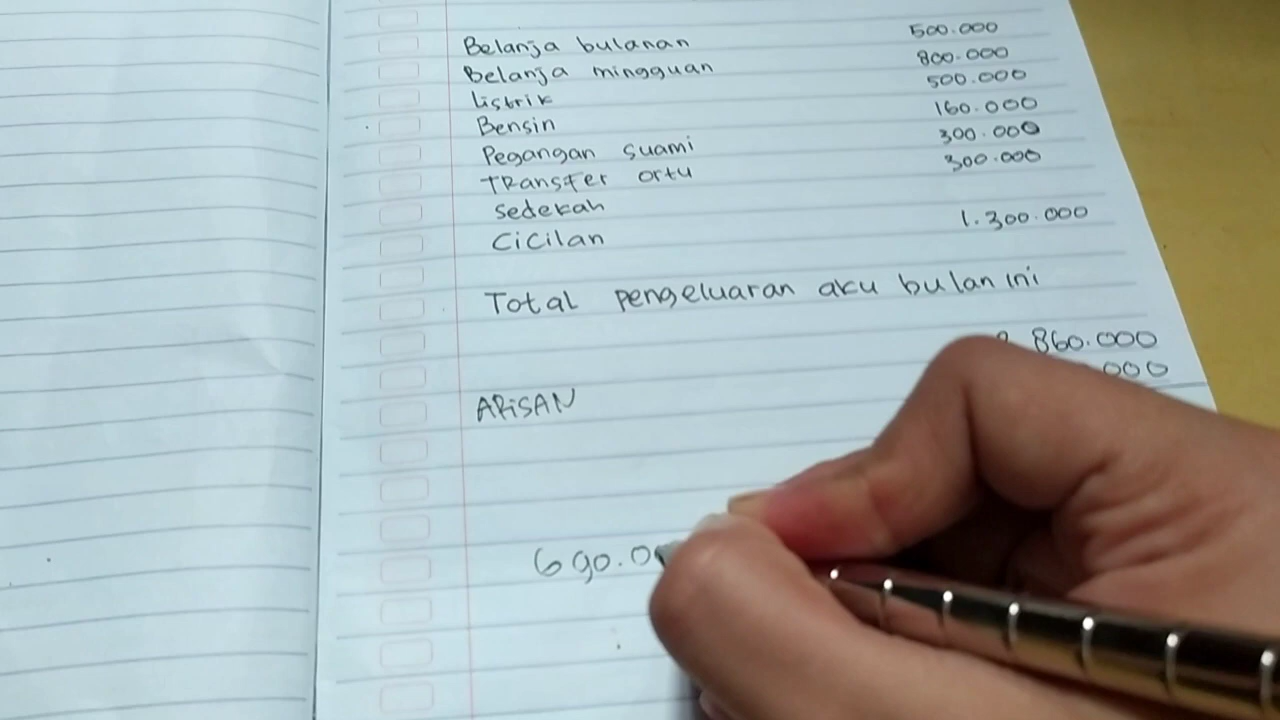 Belanja bulanan 500.000
Belanja mingguan 800.000
Listrik 500.000
Bensin 160.000
Pegangan suami 300.000
Transfer ortu 300.000
Sedekah
Cicilan 1.300.000
Total pengeluaran aku bulan ini
860.000
000
ARiSAN
690.0